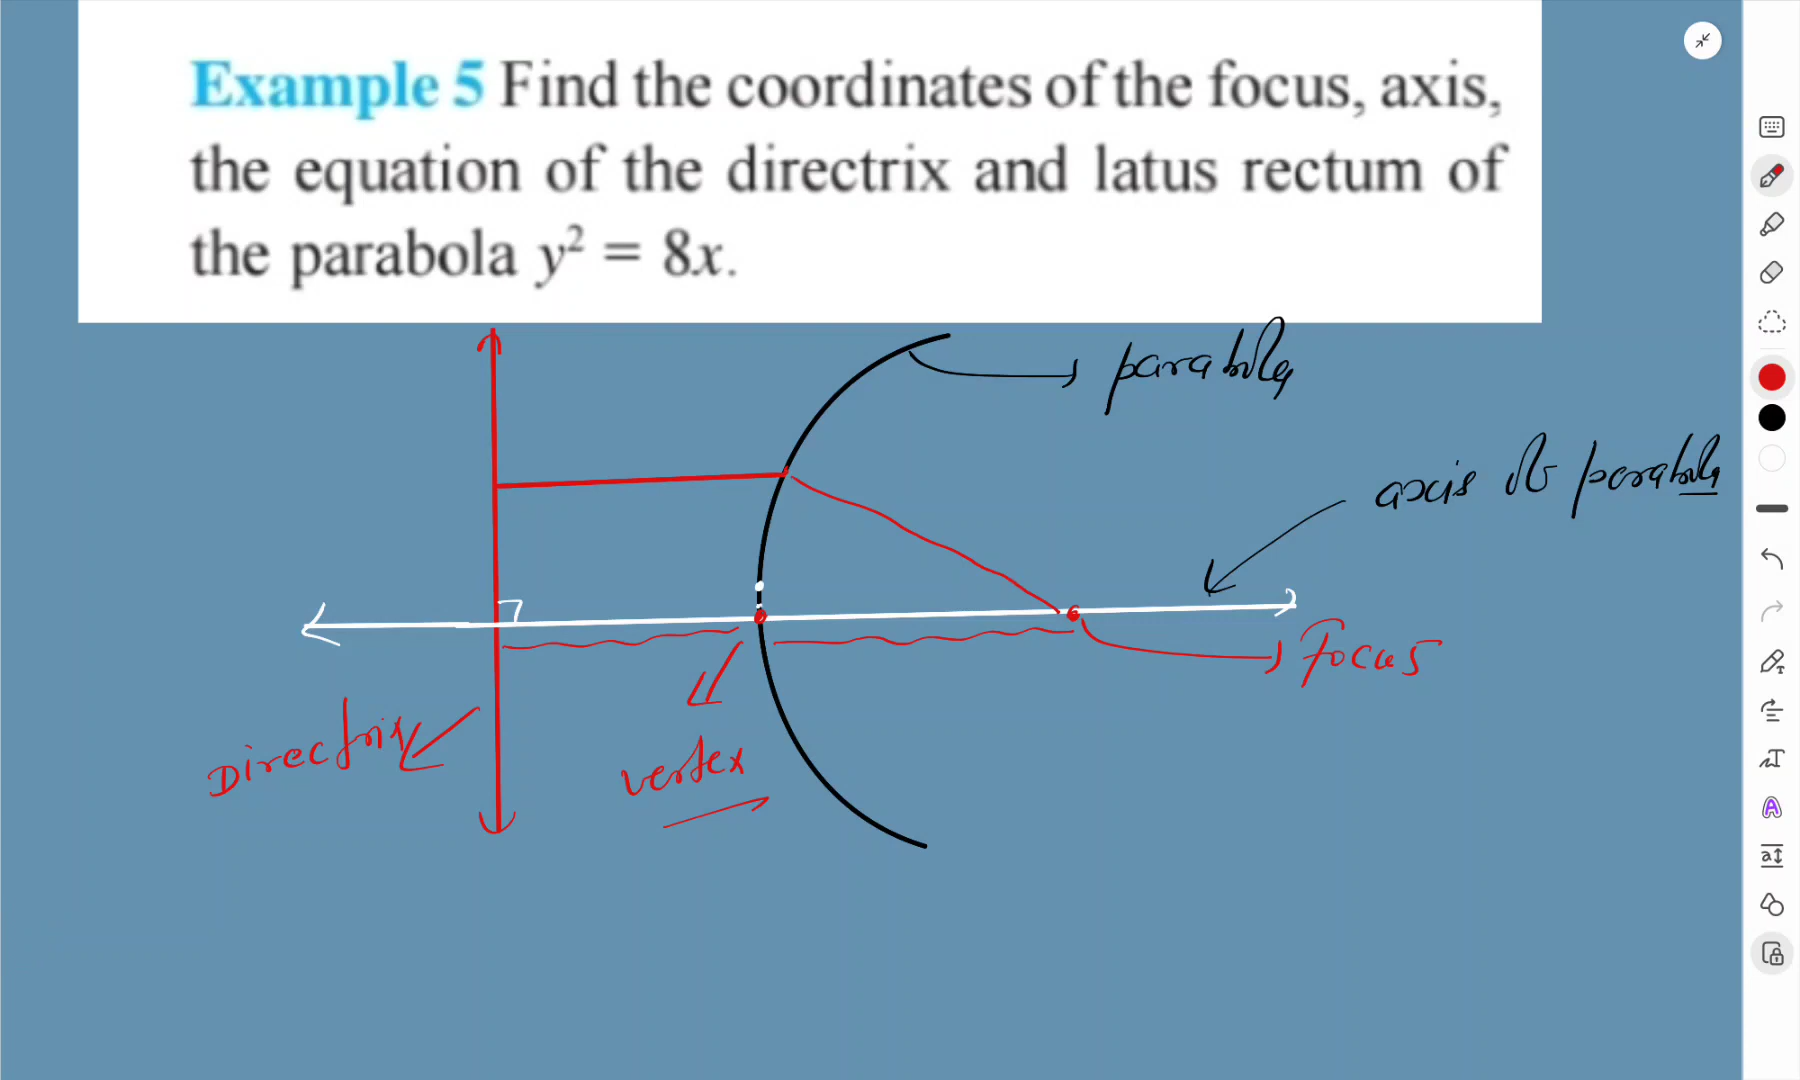 Example 5 Find the coordinates of the focus, axis,
the equation of the directrix and latus rectum of
the parabola y² = 8x.
parabola
axis of parabola
Focus
Directrix
vertex